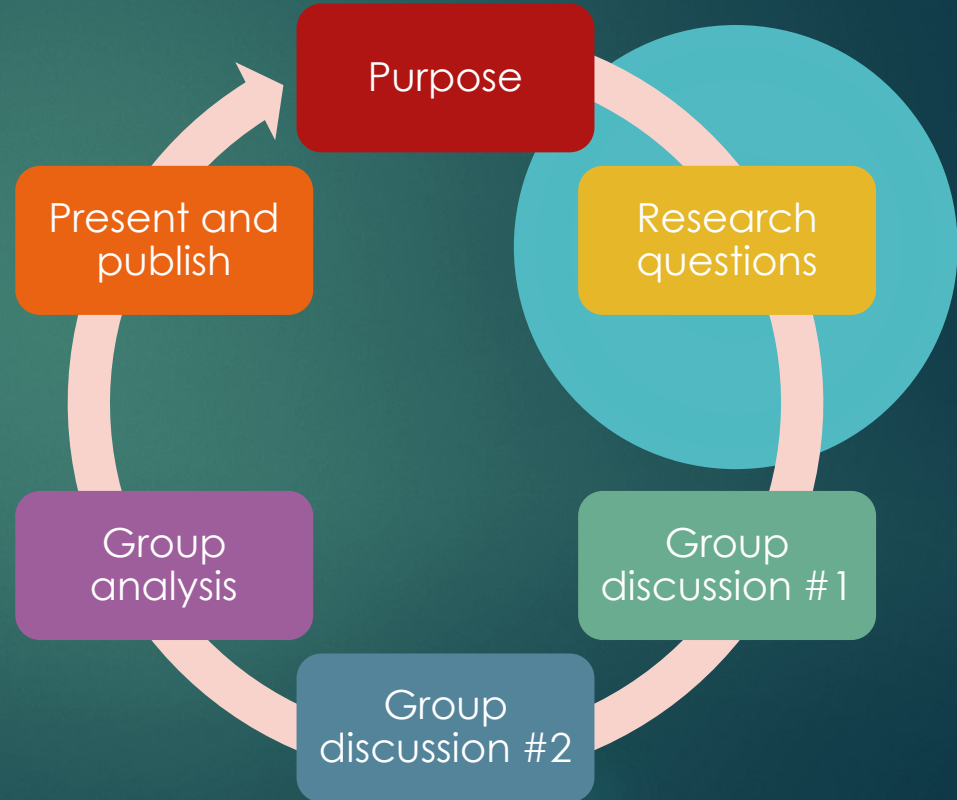 Purpose
Research
questions
Group
discussion #1
Group
discussion #2
Group
analysis
Present and
publish